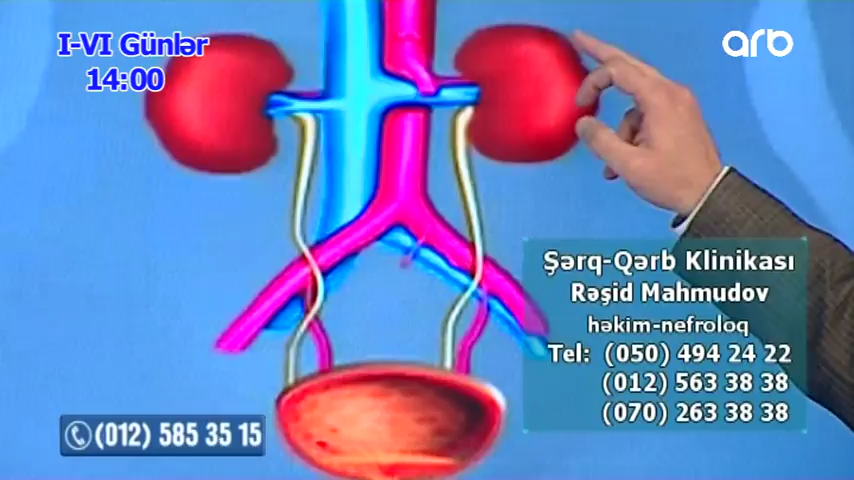 I-VI Günlər
14:00
arb
Şərq-Qərb Klinikası
Rəşid Mahmudov
həkim-nefroloq
Tel: (050) 494 24 22
(012) 563 38 38
(070) 263 38 38
(012) 585 35 15